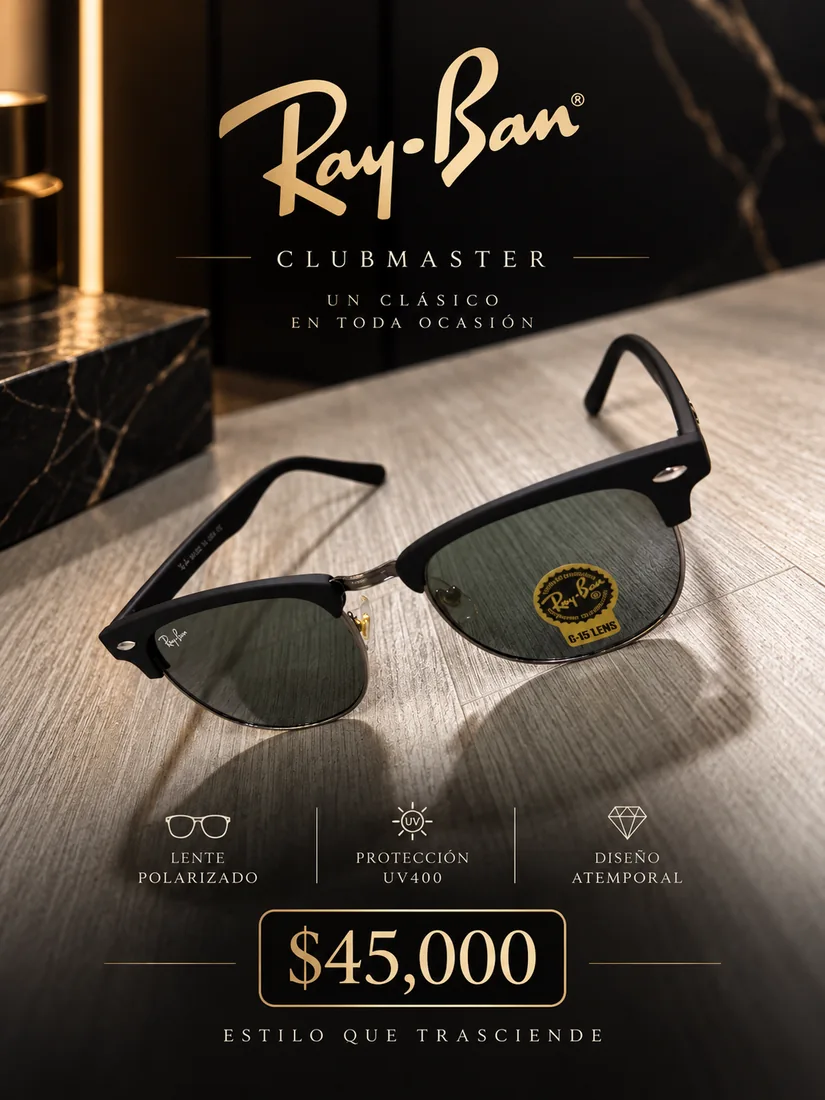 Ray-Ban®
CLUBMASTER
UN CLÁSICO
EN TODA OCASIÓN
Ray-Ban
Ray-Ban®
G-15 LENS
LENTE
POLARIZADO
UV
PROTECCIÓN
UV400
DISEÑO
ATEMPORAL
$45,000
ESTILO QUE TRASCIENDE